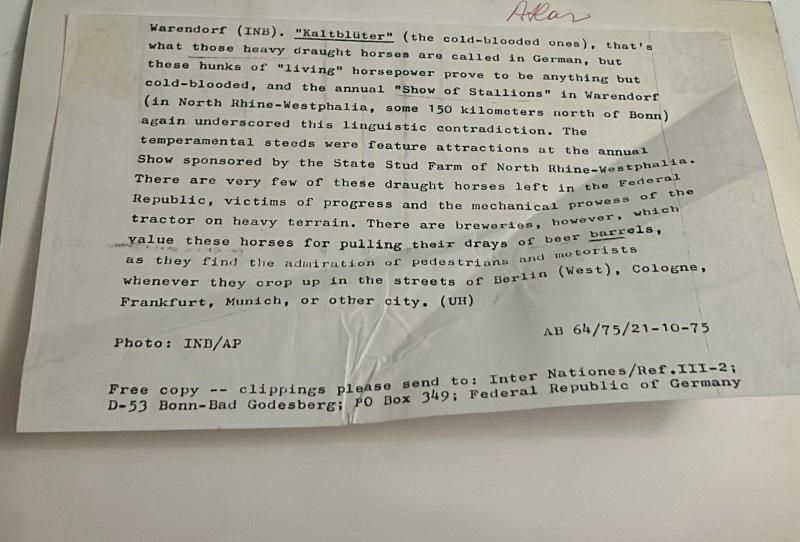 Warendorf (INB). "Kaltblüter" (the cold-blooded ones), that's
what those heavy draught horses are called in German, but
these hunks of "living" horsepower prove to be anything but
cold-blooded, and the annual "Show of Stallions" in Warendorf
(in North Rhine-Westphalia, some 150 kilometers north of Bonn)
again underscored this linguistic contradiction. The
temperamental steeds were feature attractions at the annual
Show sponsored by the State Stud Farm of North Rhine-Westphalia.
There are very few of these draught horses left in the Federal
Republic, victims of progress and the mechanical prowess of the
tractor on heavy terrain. There are breweries, however, which
value these horses for pulling their drays of beer barrels,
as they find the admiration of pedestrians and motorists
whenever they crop up in the streets of Berlin (West), Cologne,
Frankfurt, Munich, or other city. (UH)
Photo: INB/AP
AB 64/75/21-10-75
Free copy -- clippings please send to: Inter Nationes/Ref.III-2;
D-53 Bonn-Bad Godesberg; PO Box 349; Federal Republic of Germany